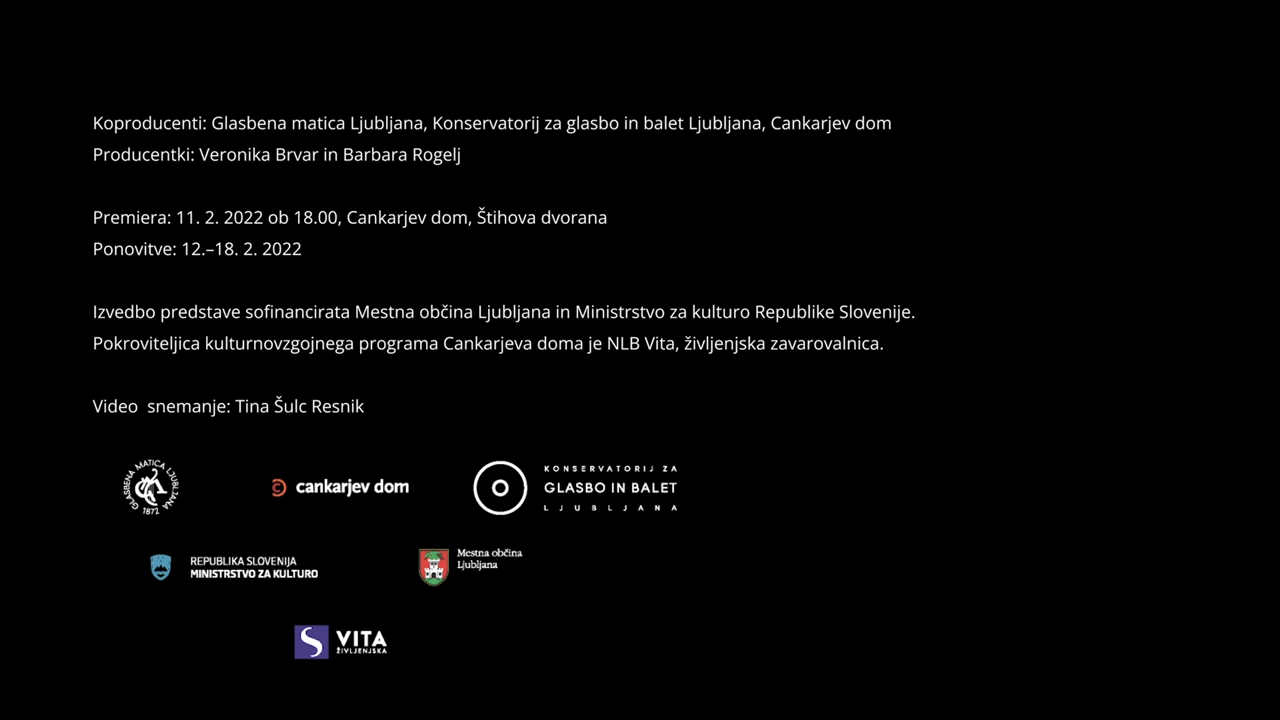 Koproducenti: Glasbena matica Ljubljana, Konservatorij za glasbo in balet Ljubljana, Cankarjev dom
Producentki: Veronika Brvar in Barbara Rogelj
Premiera: 11. 2. 2022 ob 18.00, Cankarjev dom, Štihova dvorana
Ponovitve: 12.–18. 2. 2022
Izvedbo predstave sofinancirata Mestna občina Ljubljana in Ministrstvo za kulturo Republike Slovenije.
Pokroviteljica kulturnovzgojnega programa Cankarjeva doma je NLB Vita, življenjska zavarovalnica.
Video  snemanje: Tina Šulc Resnik
GLASBENA MATICA LJUBLJANA
1872
cankarjev dom
KONSERVATORIJ ZA
GLASBO IN BALET
LJUBLJANA
REPUBLIKA SLOVENIJA
MINISTRSTVO ZA KULTURO
Mestna občina
Ljubljana
VITA
ŽIVLJENJSKA